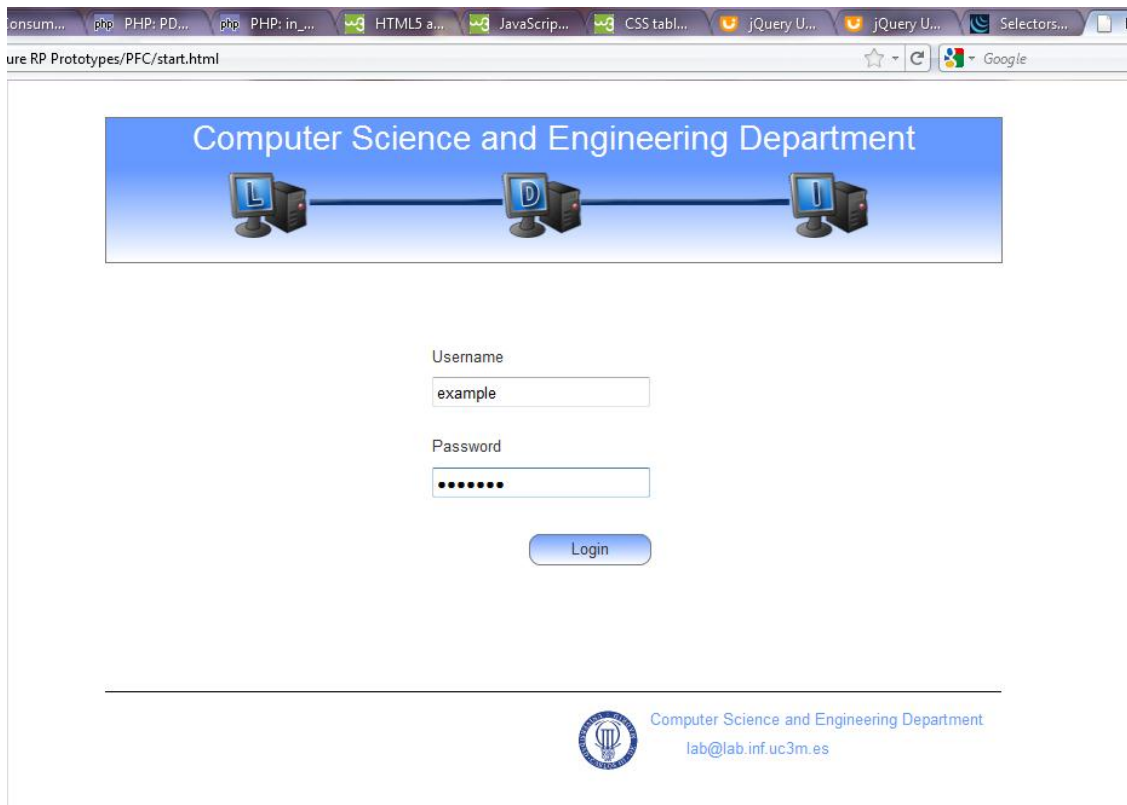 onsum... PHP: PD... PHP: in_... HTML5 a... JavaScrip... CSS tabl... jQuery U... jQuery U... Selectors...
ure RP Prototypes/PFC/start.html Google
Computer Science and Engineering Department
L D I
Username
example
Password
•••••••
Login
Computer Science and Engineering Department
lab@lab.inf.uc3m.es